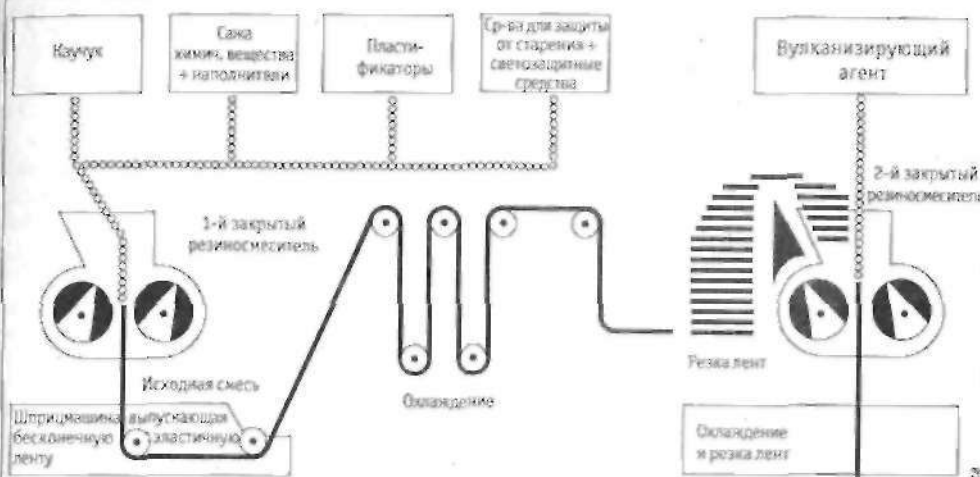 Каучук
Сажа
химич. вещества
+ наполнители
Пласти-
фикаторы
Ср-ва для защиты
от старения +
светозащитные
средства
Вулканизирующий
агент
1-й закрытый
резиносмеситель
2-й закрытый
резиносмеситель
Исходная смесь
Шприцмашина выпускающая
бесконечную эластичную
ленту
Охлаждение
Резка лент
Охлаждение
и резка лент